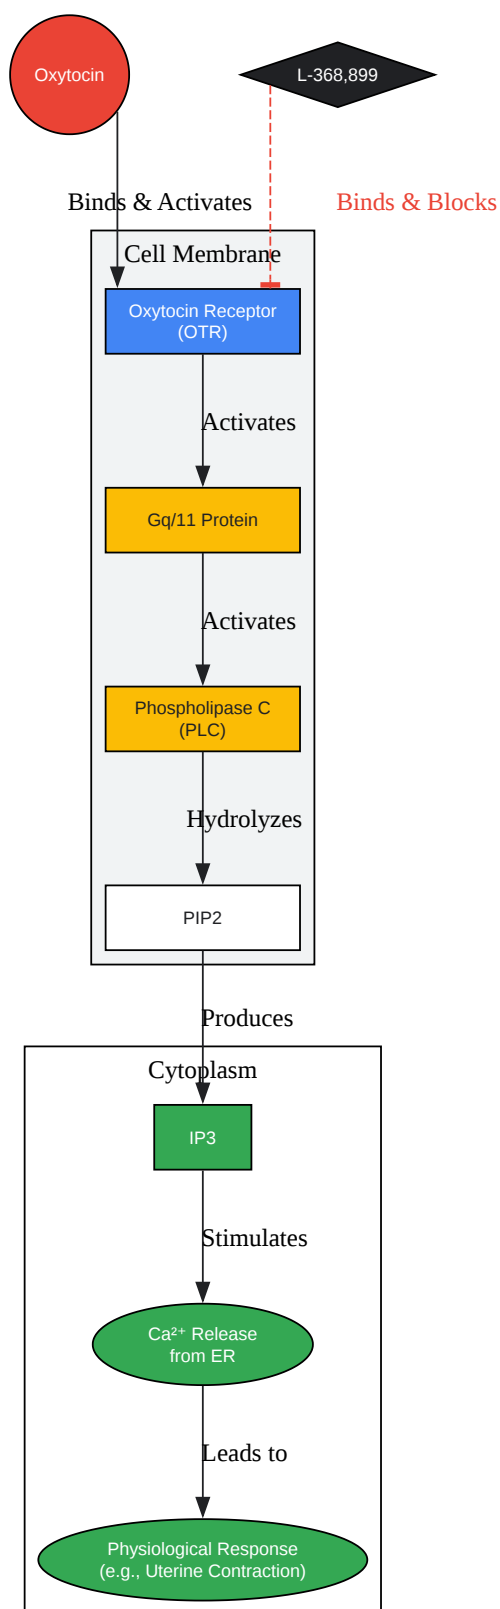 Oxytocin
L-368,899
Binds & Activates
Binds & Blocks
Cell Membrane
Oxytocin Receptor
(OTR)
Activates
Gq/11 Protein
Activates
Phospholipase C
(PLC)
Hydrolyzes
PIP2
Produces
Cytoplasm
IP3
Stimulates
Ca²⁺ Release
from ER
Leads to
Physiological Response
(e.g., Uterine Contraction)